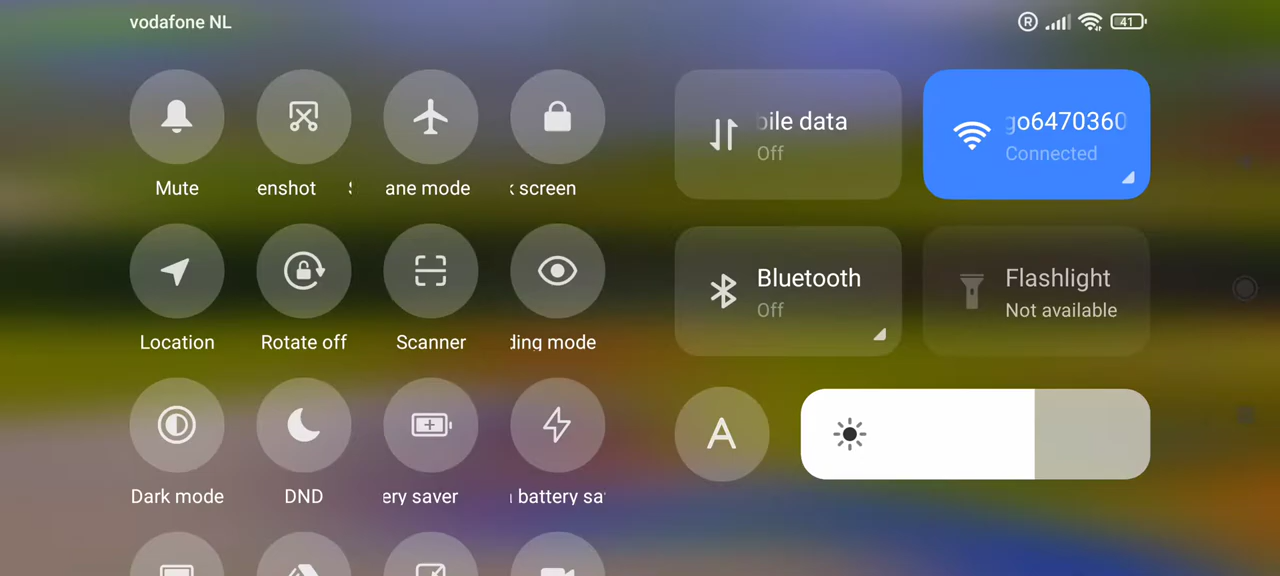 vodafone NL
R
41
Mute
enshot
ane mode
screen
Location
Rotate off
Scanner
ding mode
Dark mode
DND
ery saver
battery sa
bile data
Off
go6470360
Connected
Bluetooth
Off
Flashlight
Not available
A